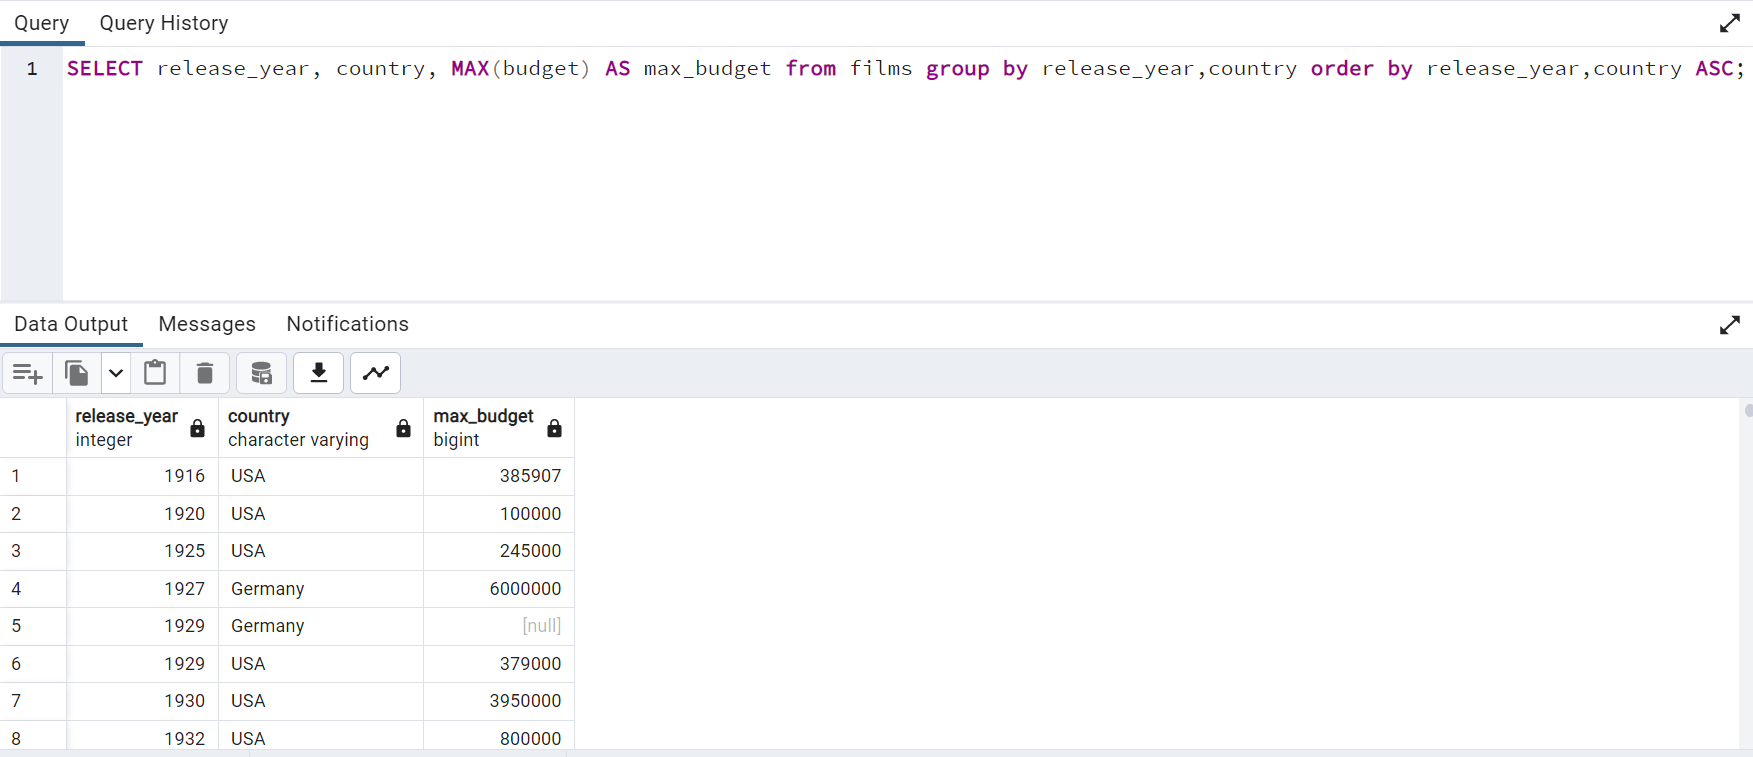 Query Query History
1 SELECT release_year, country, MAX(budget) AS max_budget from films group by release_year,country order by release_year,country ASC;
Data Output Messages Notifications
release_year country max_budget
integer character varying bigint
1 1916 USA 385907
2 1920 USA 100000
3 1925 USA 245000
4 1927 Germany 6000000
5 1929 Germany [null]
6 1929 USA 379000
7 1930 USA 3950000
8 1932 USA 800000